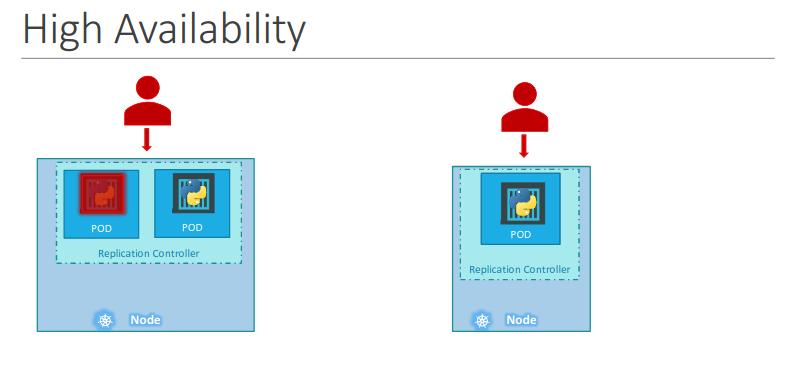 High Availability
POD
POD
Replication Controller
Node
POD
Replication Controller
Node